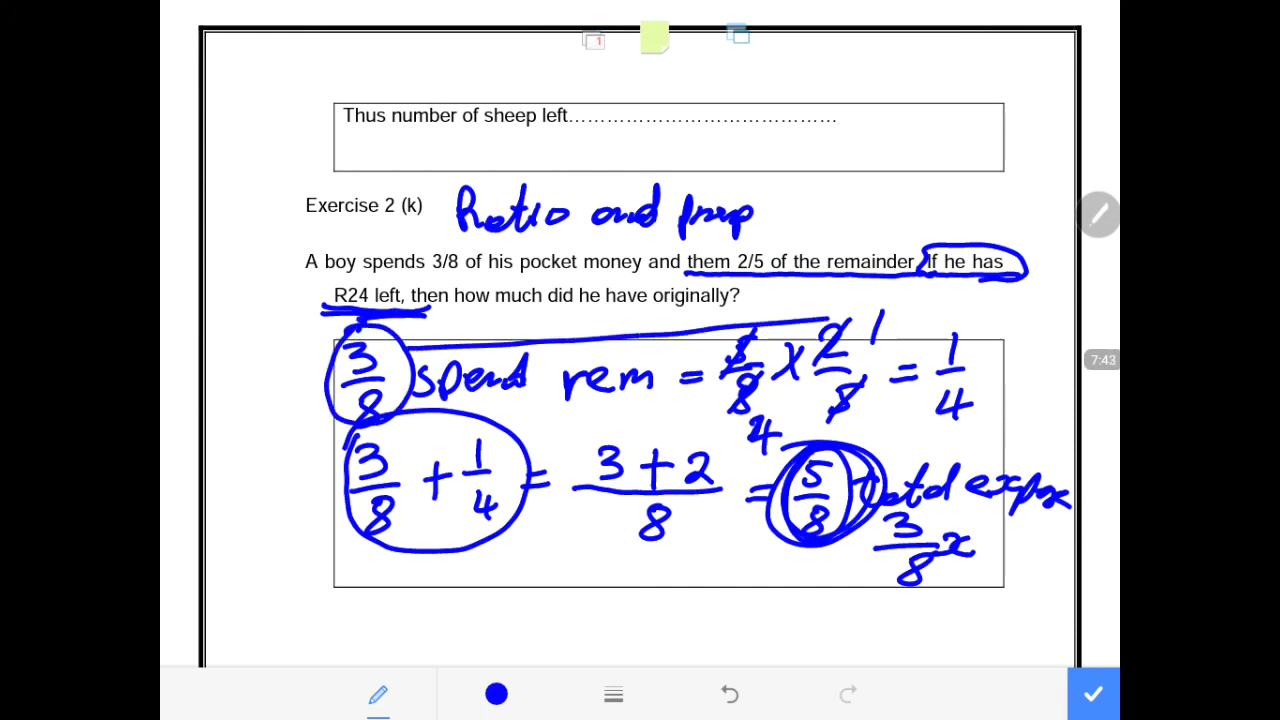 1
Thus number of sheep left……………………………………
Exercise 2 (k) Ratio and prop
A boy spends 3/8 of his pocket money and them 2/5 of the remainder. If he has
R24 left, then how much did he have originally?
3/8 spend rem = 5/8 x 2/5 1 = 1/4
4
3/8 + 1/4 = 3 + 2/8 = 5/8 total
3/8 x
7:43